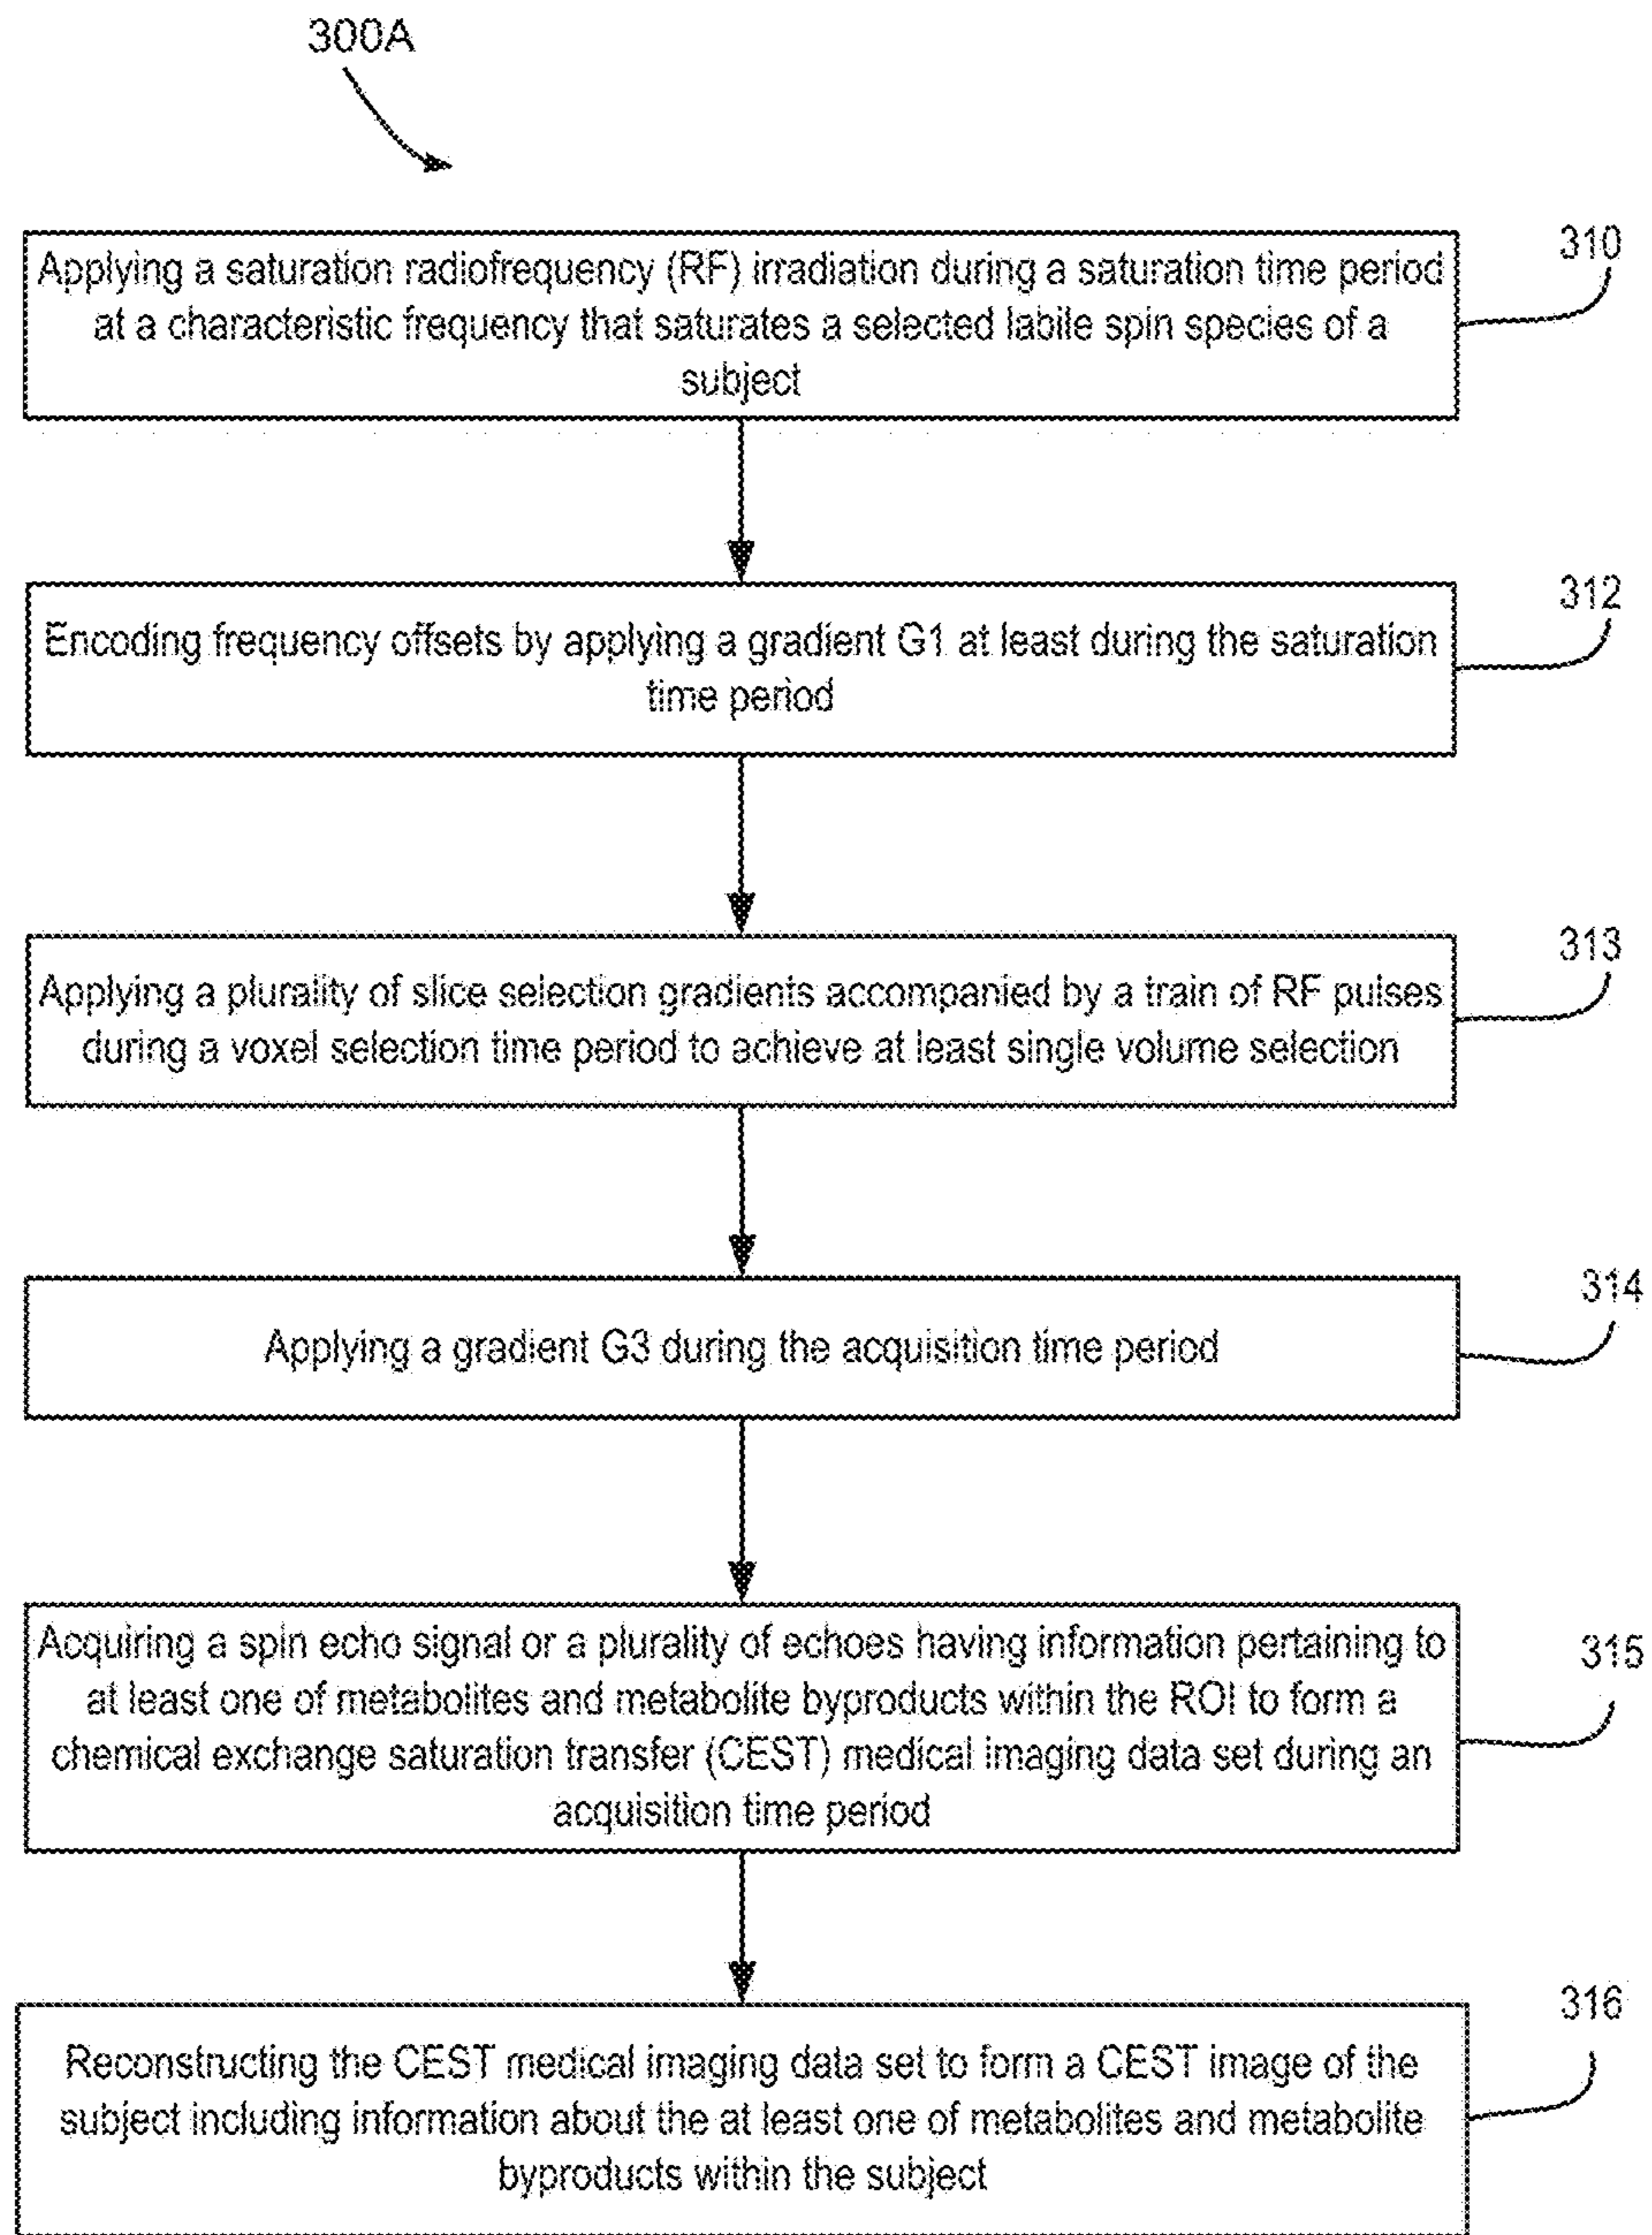 300A
Applying a saturation radiofrequency (RF) irradiation during a saturation time period
at a characteristic frequency that saturates a selected labile spin species of a
subject
310
Encoding frequency offsets by applying a gradient G1 at least during the saturation
time period
312
Applying a plurality of slice selection gradients accompanied by a train of RF pulses
during a voxel selection time period to achieve at least single volume selection
313
Applying a gradient G3 during the acquisition time period
314
Acquiring a spin echo signal or a plurality of echoes having information pertaining to
at least one of metabolites and metabolite byproducts within the ROI to form a
chemical exchange saturation transfer (CEST) medical imaging data set during an
acquisition time period
315
Reconstructing the CEST medical imaging data set to form a CEST image of the
subject including information about the at least one of metabolites and metabolite
byproducts within the subject
316